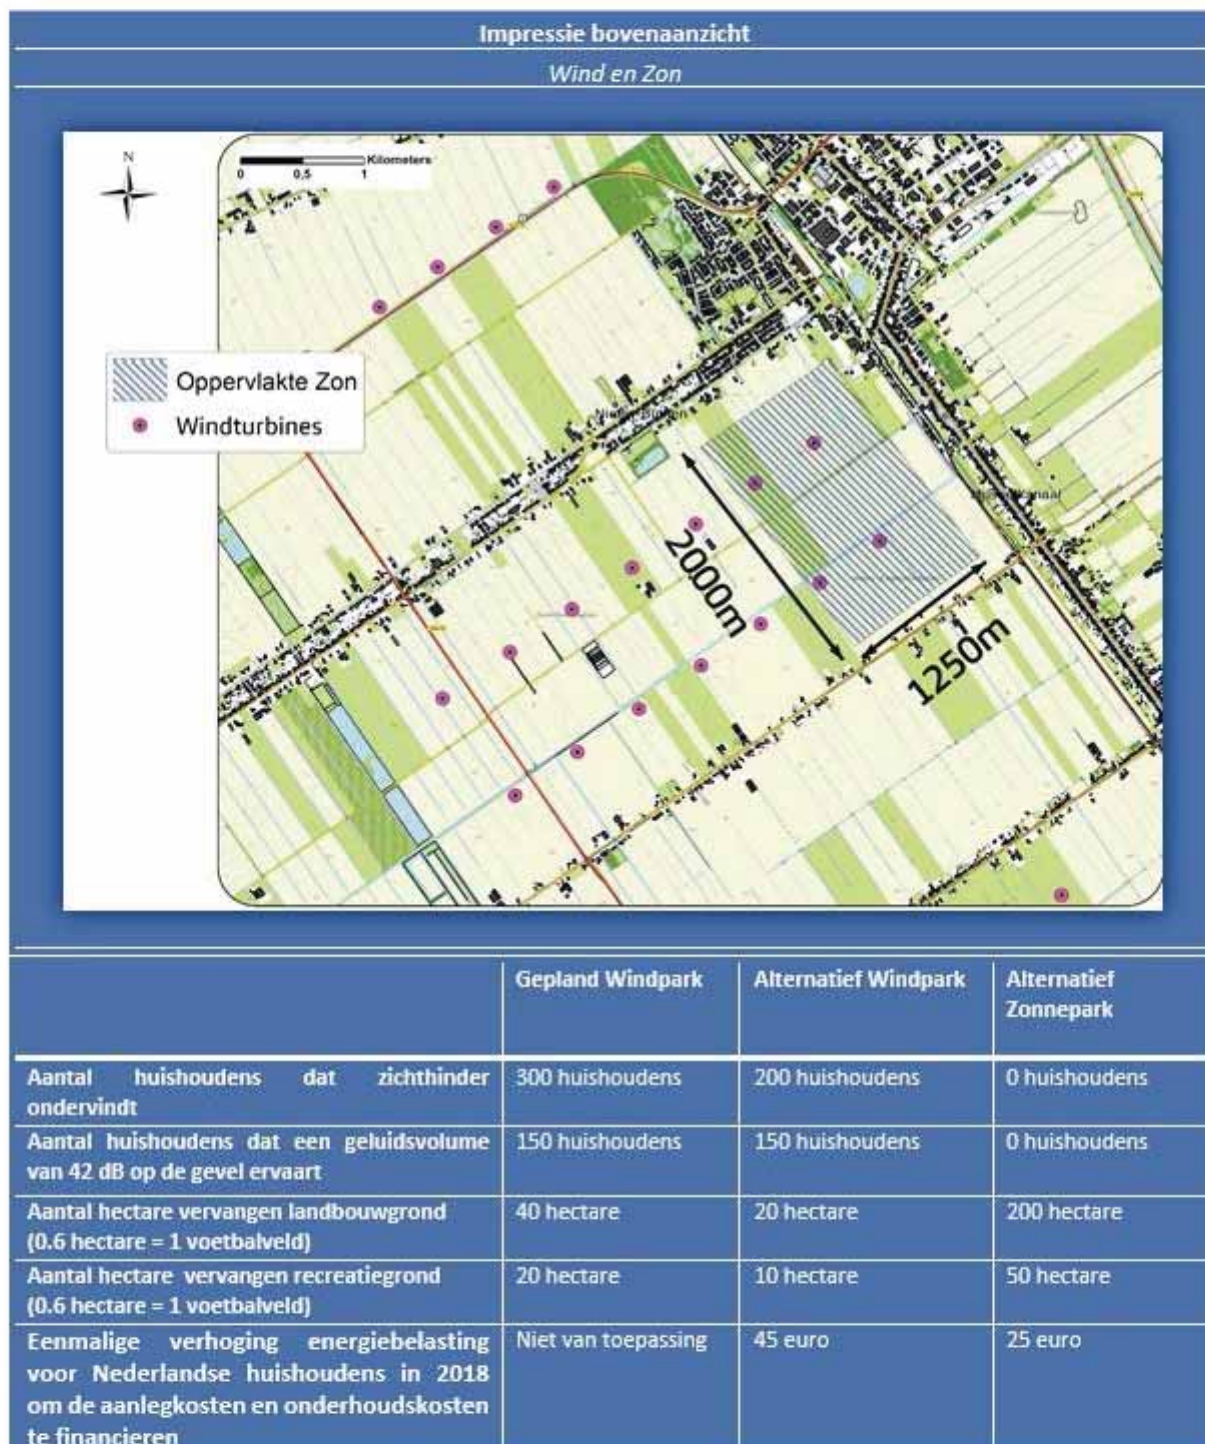 Impressie bovenaanzicht
Wind en Zon
N
Kilometers
0 0,5 1
Oppervlakte Zon
Windturbines
2000m
1250m
Gepland Windpark
Alternatief Windpark
Alternatief
Zonnepark
Aantal huishoudens dat zichthinder
ondervindt
300 huishoudens
200 huishoudens
0 huishoudens
Aantal huishoudens dat een geluidsvolume
van 42 dB op de gevel ervaart
150 huishoudens
150 huishoudens
0 huishoudens
Aantal hectare vervangen landbouwgrond
(0.6 hectare = 1 voetbalveld)
40 hectare
20 hectare
200 hectare
Aantal hectare vervangen recreatiegrond
(0.6 hectare = 1 voetbalveld)
20 hectare
10 hectare
50 hectare
Eenmalige verhoging energiebelasting
voor Nederlandse huishoudens in 2018
om de aanlegkosten en onderhoudskosten
te financieren
Niet van toepassing
45 euro
25 euro